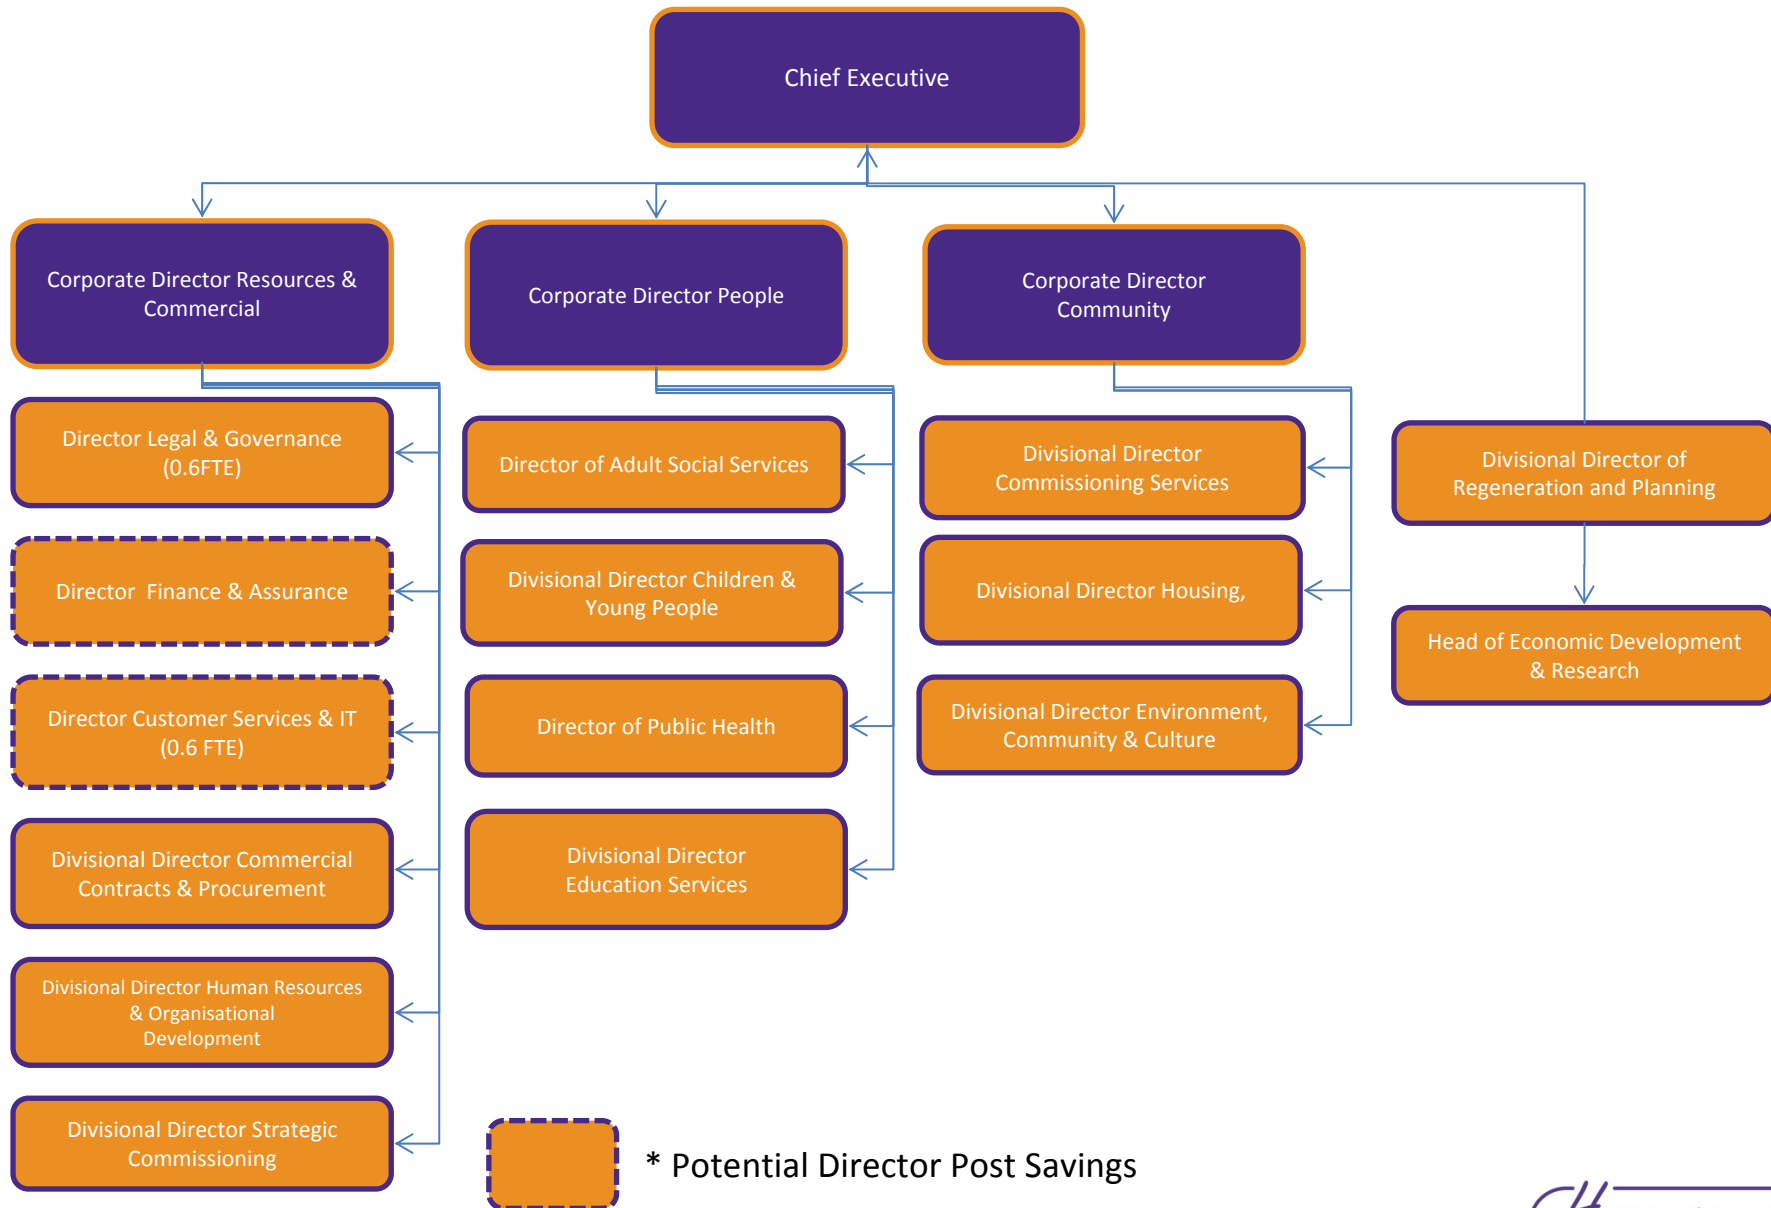 Chief Executive
Corporate Director Resources &
Commercial
Corporate Director People
Corporate Director
Community
Director Legal & Governance
(0.6FTE)
Director  Finance & Assurance
Director Customer Services & IT
(0.6 FTE)
Divisional Director Commercial
Contracts & Procurement
Divisional Director Human Resources
& Organisational
Development
Divisional Director Strategic
Commissioning
Director of Adult Social Services
Divisional Director Children &
Young People
Director of Public Health
Divisional Director
Education Services
Divisional Director
Commissioning Services
Divisional Director Housing,
Divisional Director Environment,
Community & Culture
Divisional Director of
Regeneration and Planning
Head of Economic Development
& Research
* Potential Director Post Savings